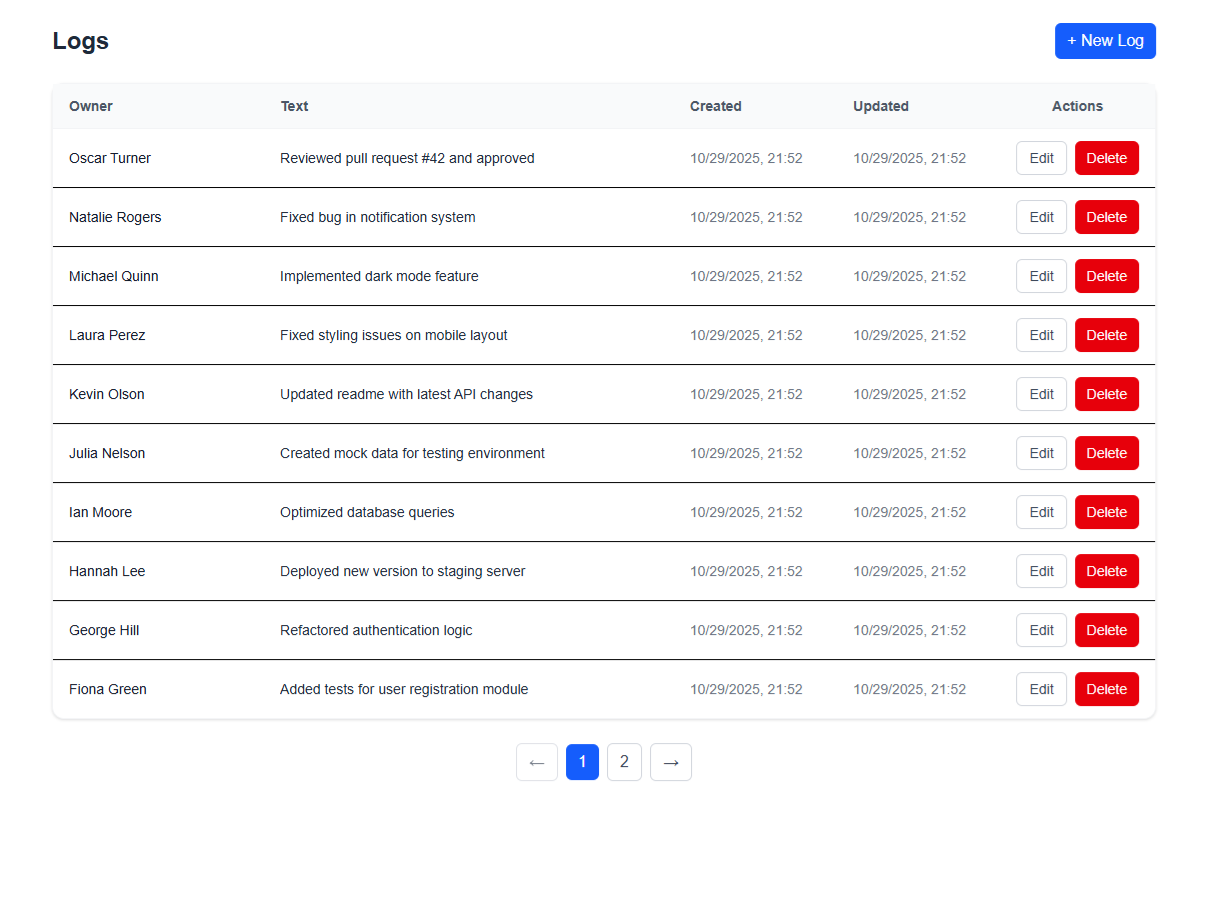 Logs
+ New Log
Owner Text Created Updated Actions
Oscar Turner Reviewed pull request #42 and approved 10/29/2025, 21:52 10/29/2025, 21:52 Edit Delete
Natalie Rogers Fixed bug in notification system 10/29/2025, 21:52 10/29/2025, 21:52 Edit Delete
Michael Quinn Implemented dark mode feature 10/29/2025, 21:52 10/29/2025, 21:52 Edit Delete
Laura Perez Fixed styling issues on mobile layout 10/29/2025, 21:52 10/29/2025, 21:52 Edit Delete
Kevin Olson Updated readme with latest API changes 10/29/2025, 21:52 10/29/2025, 21:52 Edit Delete
Julia Nelson Created mock data for testing environment 10/29/2025, 21:52 10/29/2025, 21:52 Edit Delete
Ian Moore Optimized database queries 10/29/2025, 21:52 10/29/2025, 21:52 Edit Delete
Hannah Lee Deployed new version to staging server 10/29/2025, 21:52 10/29/2025, 21:52 Edit Delete
George Hill Refactored authentication logic 10/29/2025, 21:52 10/29/2025, 21:52 Edit Delete
Fiona Green Added tests for user registration module 10/29/2025, 21:52 10/29/2025, 21:52 Edit Delete
← 1 2 →